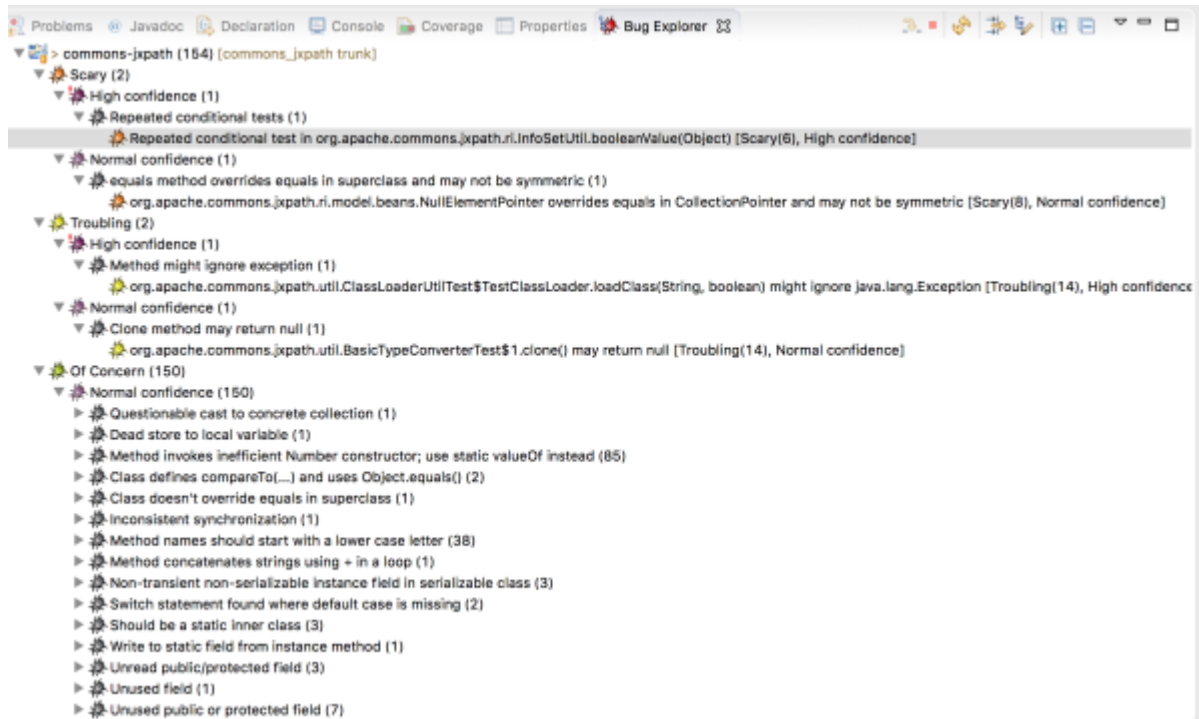 Problems Javadoc Declaration Console Coverage Properties Bug Explorer
> commons-jxpath (154) [commons_jxpath trunk]
Scary (2)
High confidence (1)
Repeated conditional tests (1)
Repeated conditional test in org.apache.commons.jxpath.ri.InfoSetUtil.booleanValue(Object) [Scary(6), High confidence]
Normal confidence (1)
equals method overrides equals in superclass and may not be symmetric (1)
org.apache.commons.jxpath.ri.model.beans.NullElementPointer overrides equals in CollectionPointer and may not be symmetric [Scary(8), Normal confidence]
Troubling (2)
High confidence (1)
Method might ignore exception (1)
org.apache.commons.jxpath.util.ClassLoaderUtilTest$TestClassLoader.loadClass(String, boolean) might ignore java.lang.Exception [Troubling(14), High confidence
Normal confidence (1)
Clone method may return null (1)
org.apache.commons.jxpath.util.BasicTypeConverterTest$1.clone() may return null [Troubling(14), Normal confidence]
Of Concern (150)
Normal confidence (150)
Questionable cast to concrete collection (1)
Dead store to local variable (1)
Method invokes inefficient Number constructor; use static valueOf instead (85)
Class defines compareTo(...) and uses Object.equals() (2)
Class doesn't override equals in superclass (1)
Inconsistent synchronization (1)
Method names should start with a lower case letter (38)
Method concatenates strings using + in a loop (1)
Non-transient non-serializable instance field in serializable class (3)
Switch statement found where default case is missing (2)
Should be a static inner class (3)
Write to static field from instance method (1)
Unread public/protected field (3)
Unused field (1)
Unused public or protected field (7)